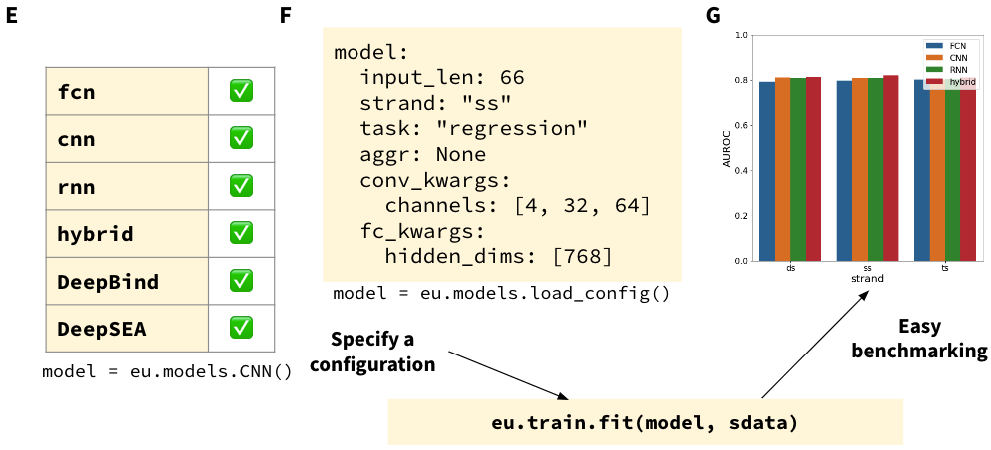 E
fcn
cnn
rnn
hybrid
DeepBind
DeepSEA
model = eu.models.CNN()
F
model:
input_len: 66
strand: "ss"
task: "regression"
aggr: None
conv_kwargs:
channels: [4, 32, 64]
fc_kwargs:
hidden_dims: [768]
model = eu.models.load_config()
Specify a
configuration
eu.train.fit(model, sdata)
G
1.0
0.8
0.6
0.4
0.2
0.0
AUROC
FCN
CNN
RNN
hybrid
ds ss ts
strand
Easy
benchmarking